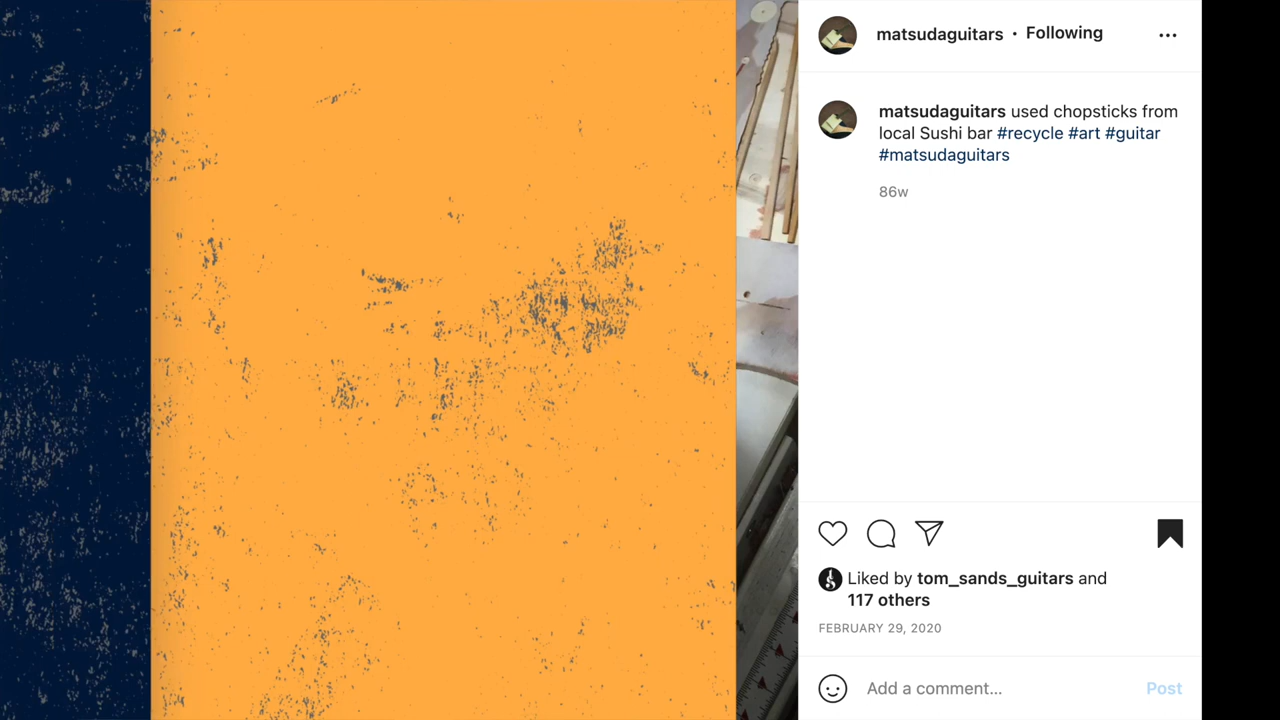 matsudaguitars • Following
matsudaguitars used chopsticks from
local Sushi bar #recycle #art #guitar
#matsudaguitars
86w
Liked by tom_sands_guitars and
117 others
FEBRUARY 29, 2020
Add a comment... Post